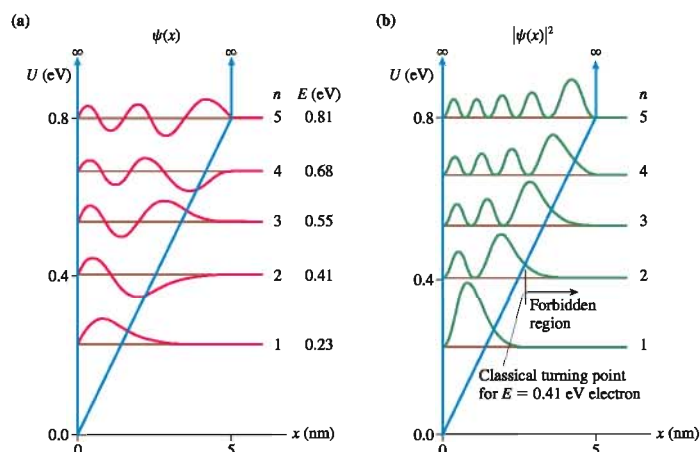 (a)
ψ(x)
∞ ∞
U (eV) n E (eV)
0.8 5 0.81
4 0.68
3 0.55
0.4 2 0.41
1 0.23
0.0
0 5 x (nm)
(b)
|ψ(x)|²
∞ ∞
U (eV) n
0.8 5
4
3
0.4 2
Forbidden
region
1
Classical turning point
for E = 0.41 eV electron
0.0
0 5 x (nm)